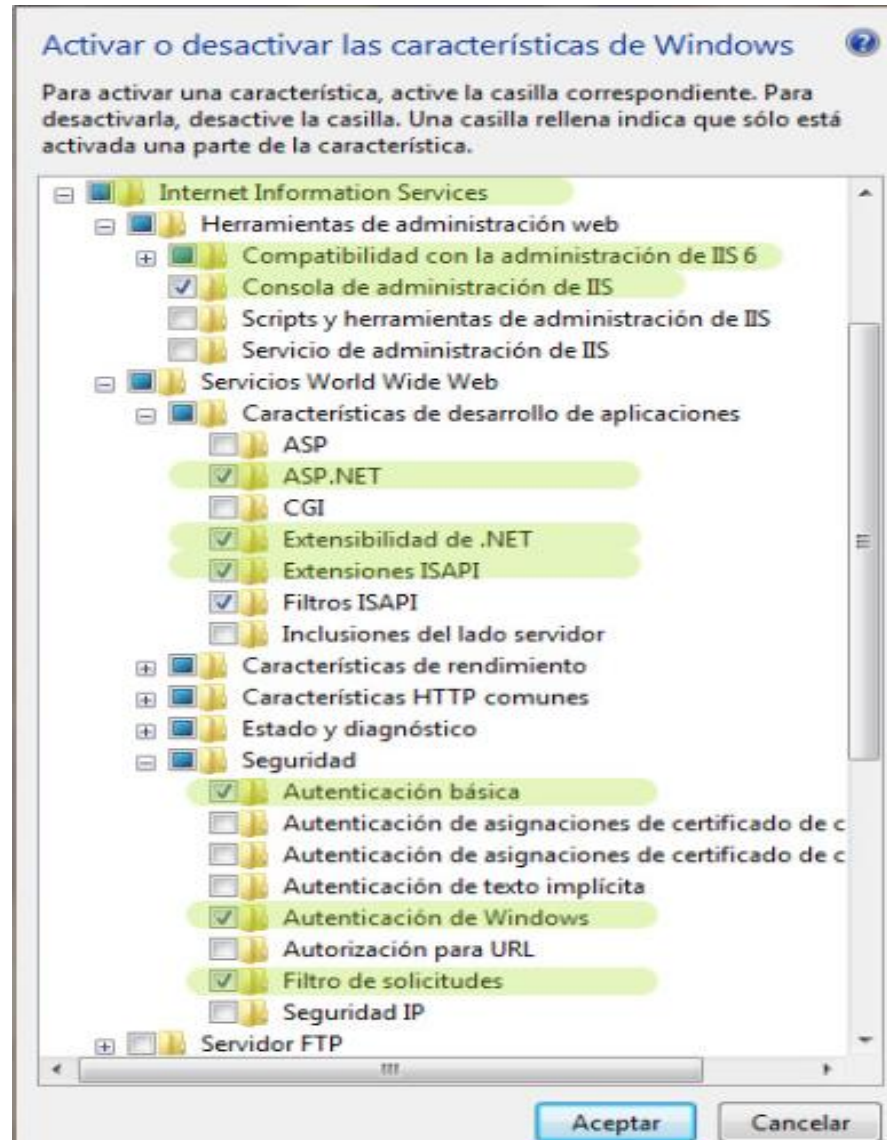 Activar o desactivar las características de Windows
Para activar una característica, active la casilla correspondiente. Para
desactivarla, desactive la casilla. Una casilla rellena indica que sólo está
activada una parte de la característica.
Internet Information Services
Herramientas de administración web
Compatibilidad con la administración de IIS 6
Consola de administración de IIS
Scripts y herramientas de administración de IIS
Servicio de administración de IIS
Servicios World Wide Web
Características de desarrollo de aplicaciones
ASP
ASP.NET
CGI
Extensibilidad de .NET
Extensiones ISAPI
Filtros ISAPI
Inclusiones del lado servidor
Características de rendimiento
Características HTTP comunes
Estado y diagnóstico
Seguridad
Autenticación básica
Autenticación de asignaciones de certificado de c
Autenticación de asignaciones de certificado de c
Autenticación de texto implícita
Autenticación de Windows
Autorización para URL
Filtro de solicitudes
Seguridad IP
Servidor FTP
Aceptar
Cancelar